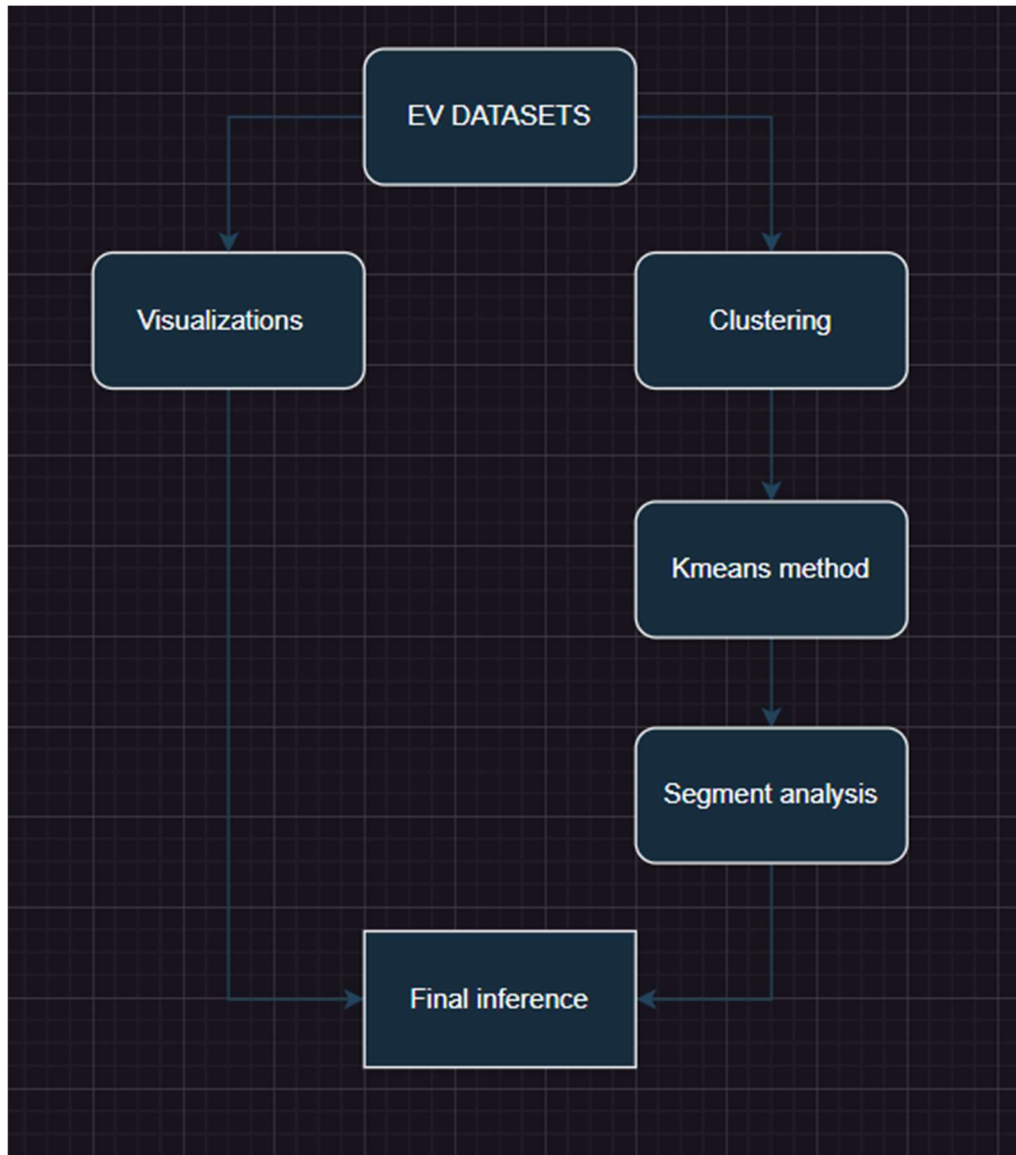 EV DATASETS
Visualizations
Clustering
Kmeans method
Segment analysis
Final inference